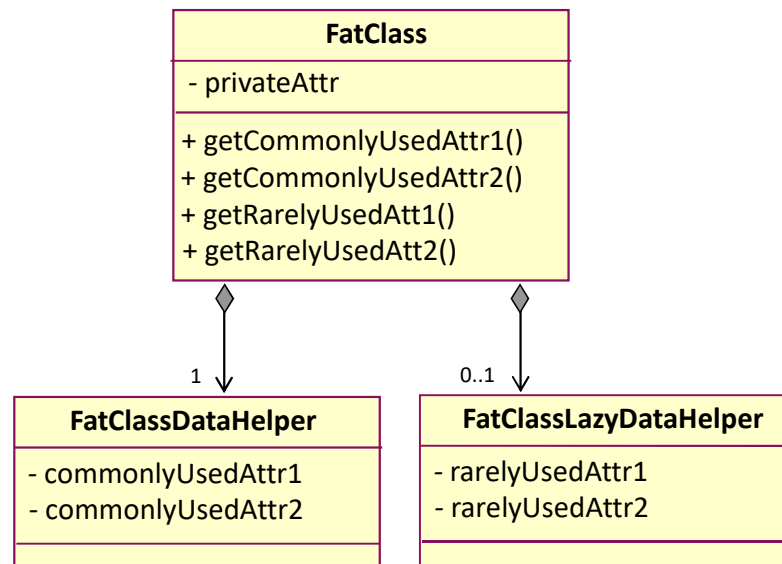 FatClass
- privateAttr
+ getCommonlyUsedAttr1()
+ getCommonlyUsedAttr2()
+ getRarelyUsedAtt1()
+ getRarelyUsedAtt2()
1
0..1
FatClassDataHelper
- commonlyUsedAttr1
- commonlyUsedAttr2
FatClassLazyDataHelper
- rarelyUsedAttr1
- rarelyUsedAttr2